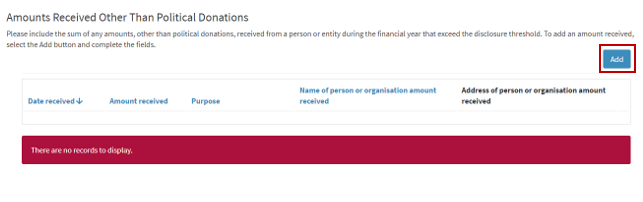 Amounts Received Other Than Political Donations
Please include the sum of any amounts, other than political donations, received from a person or entity during the financial year that exceed the disclosure threshold. To add an amount received,
select the Add button and complete the fields.
Add
Date received Amount received Purpose Name of person or organisation amount Address of person or organisation amount
received received
There are no records to display.